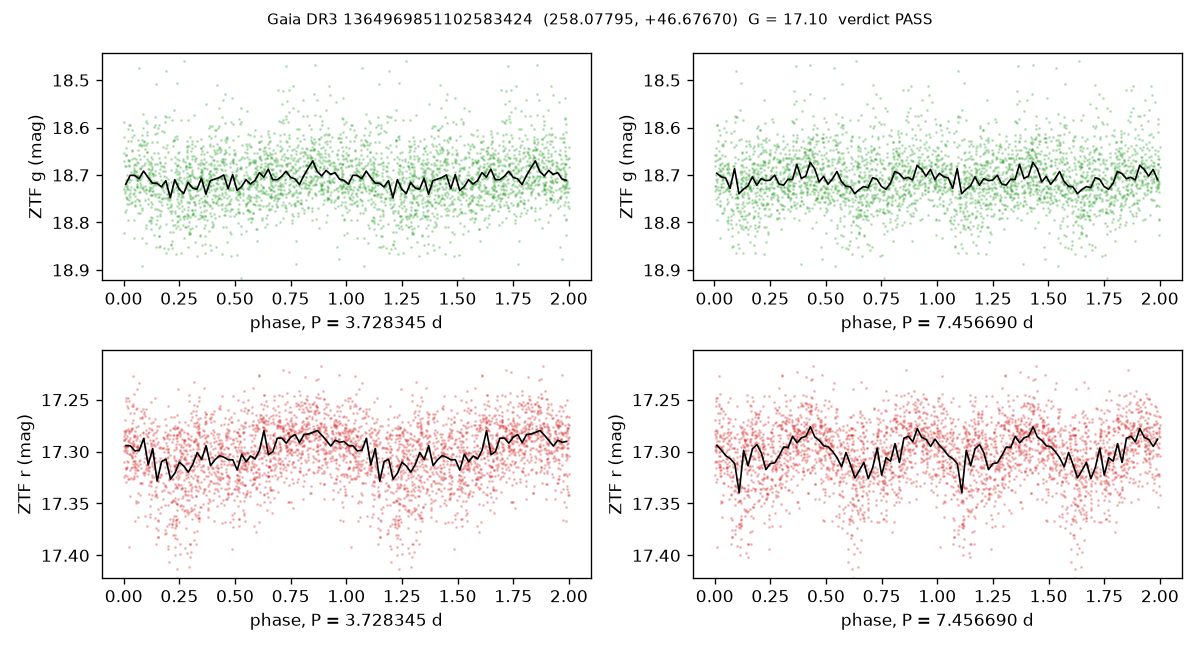 Gaia DR3 1364969851102583424 (258.07795, +46.67670) G = 17.10 verdict PASS
ZTF g (mag)
18.5
18.6
18.7
18.8
18.9
0.00 0.25 0.50 0.75 1.00 1.25 1.50 1.75 2.00
phase, P = 3.728345 d
ZTF g (mag)
18.5
18.6
18.7
18.8
18.9
0.00 0.25 0.50 0.75 1.00 1.25 1.50 1.75 2.00
phase, P = 7.456690 d
ZTF r (mag)
17.25
17.30
17.35
17.40
0.00 0.25 0.50 0.75 1.00 1.25 1.50 1.75 2.00
phase, P = 3.728345 d
ZTF r (mag)
17.25
17.30
17.35
17.40
0.00 0.25 0.50 0.75 1.00 1.25 1.50 1.75 2.00
phase, P = 7.456690 d